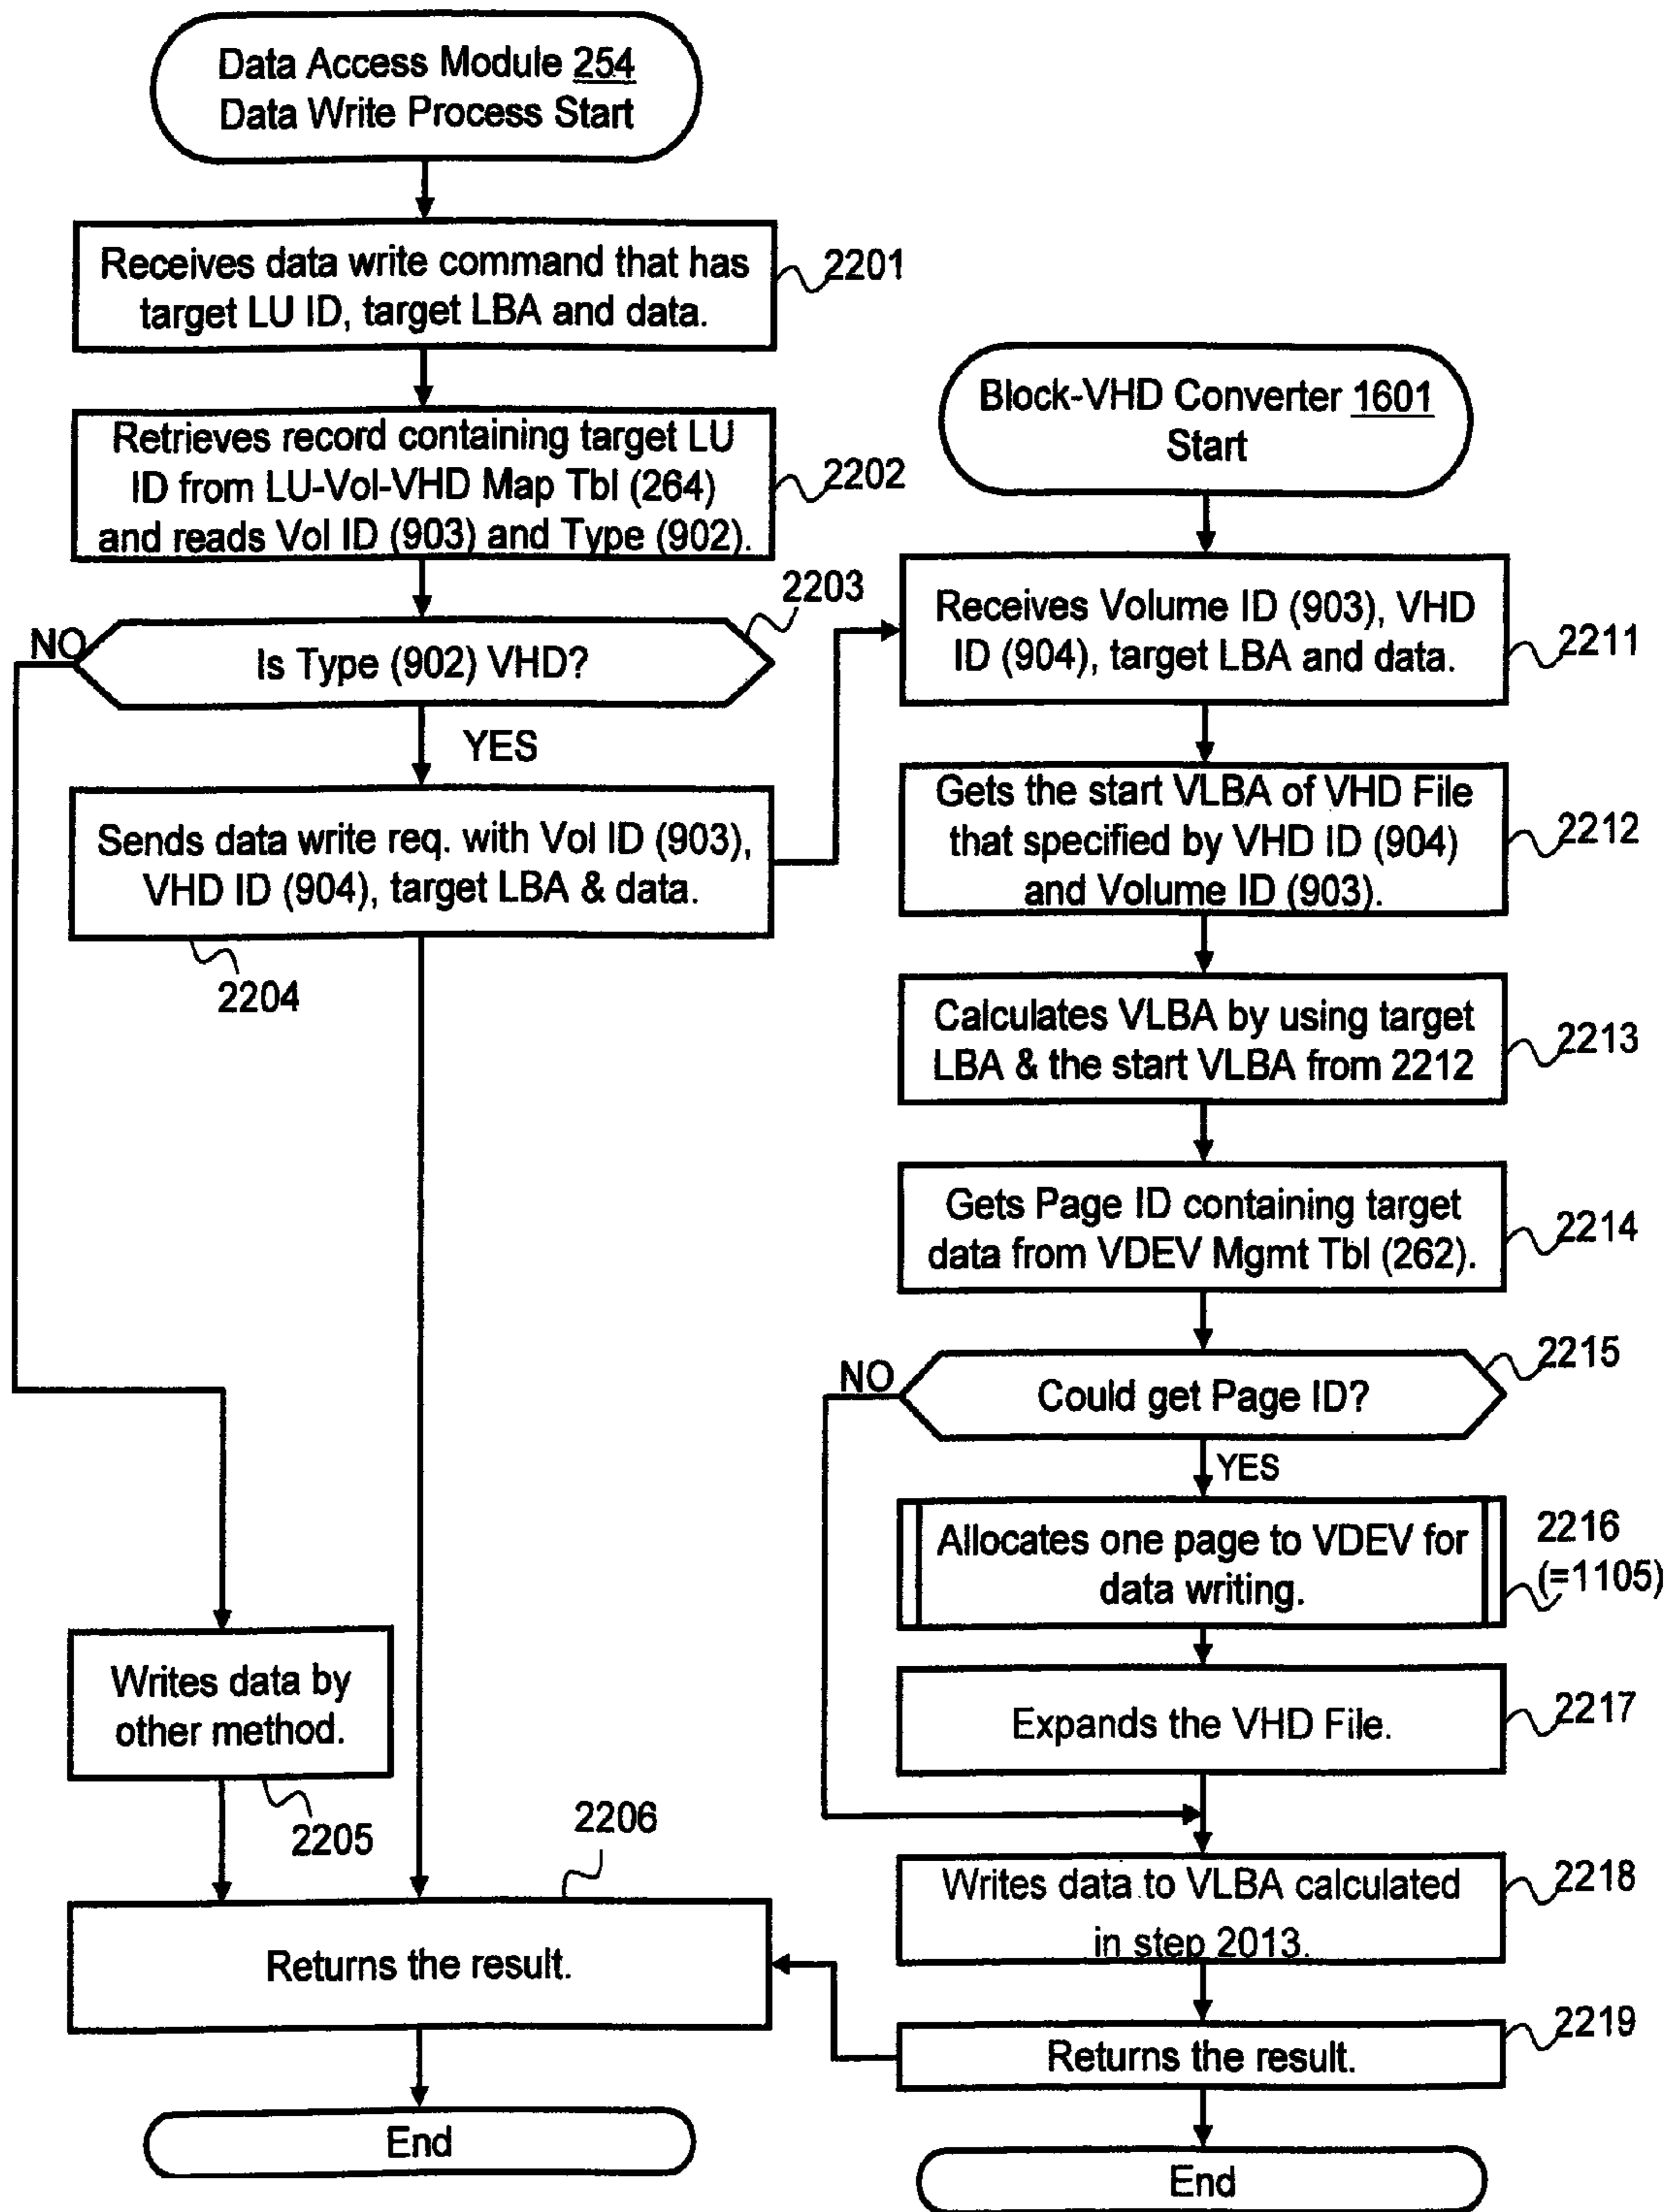 Data Access Module 254
Data Write Process Start
Receives data write command that has
target LU ID, target LBA and data.
2201
Retrieves record containing target LU
ID from LU-Vol-VHD Map Tbl (264)
and reads Vol ID (903) and Type (902).
2202
2203
NO
Is Type (902) VHD?
YES
Sends data write req. with Vol ID (903),
VHD ID (904), target LBA & data.
2204
Writes data by
other method.
2205
2206
Returns the result.
End
Block-VHD Converter 1601
Start
Receives Volume ID (903), VHD
ID (904), target LBA and data.
2211
Gets the start VLBA of VHD File
that specified by VHD ID (904)
and Volume ID (903).
2212
Calculates VLBA by using target
LBA & the start VLBA from 2212
2213
Gets Page ID containing target
data from VDEV Mgmt Tbl (262).
2214
2215
NO
Could get Page ID?
YES
Allocates one page to VDEV for
data writing.
2216
(=1105)
Expands the VHD File.
2217
Writes data to VLBA calculated
in step 2013.
2218
Returns the result.
2219
End